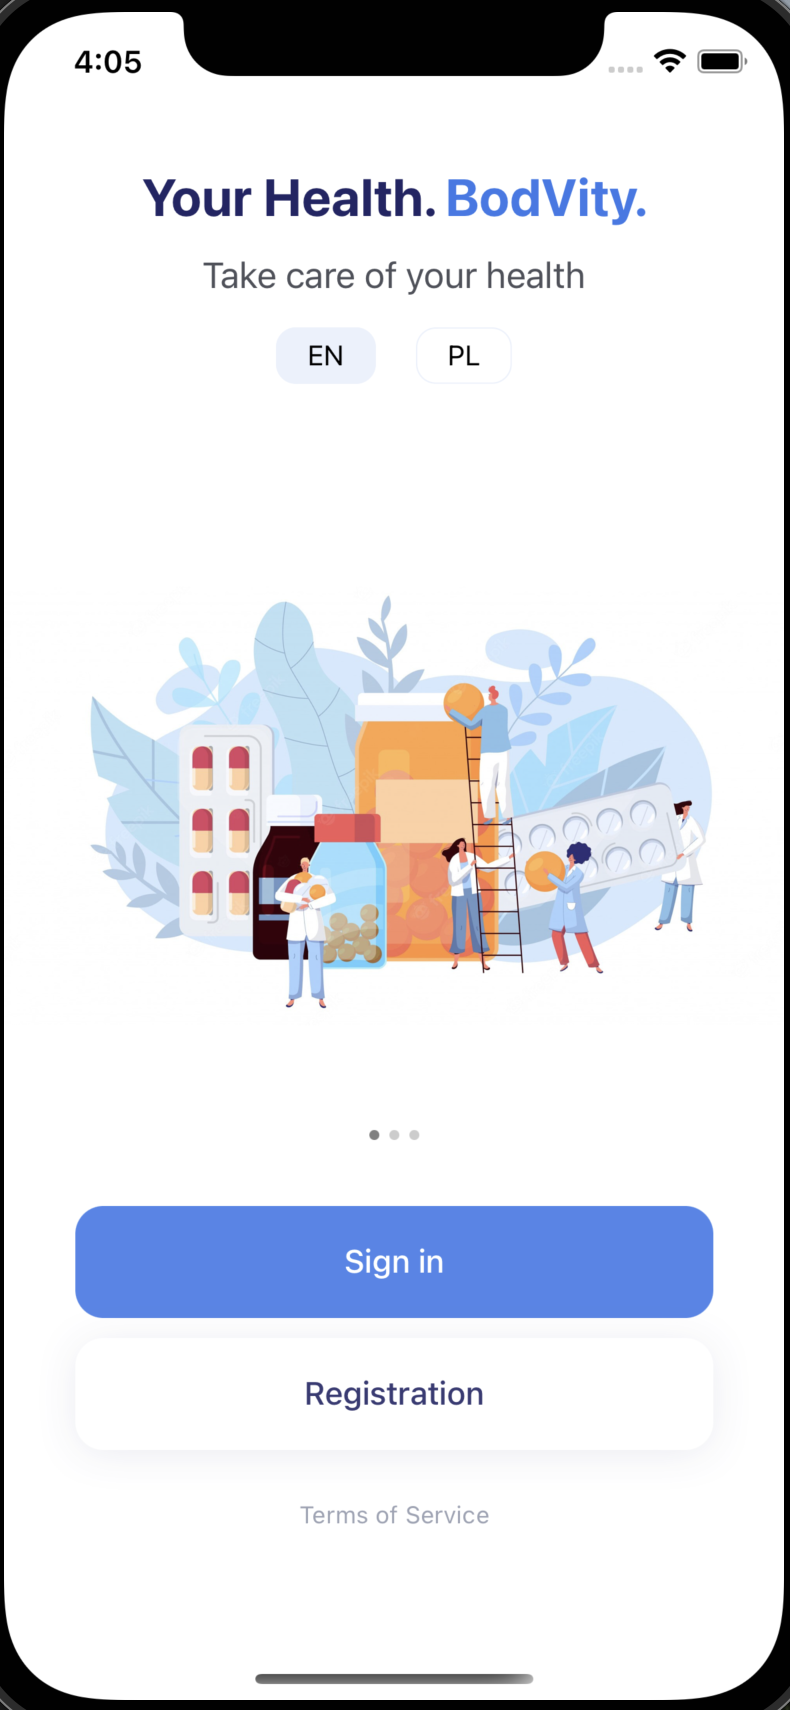 4:05
Your Health. BodVity.
Take care of your health
EN PL
Sign in
Registration
Terms of Service